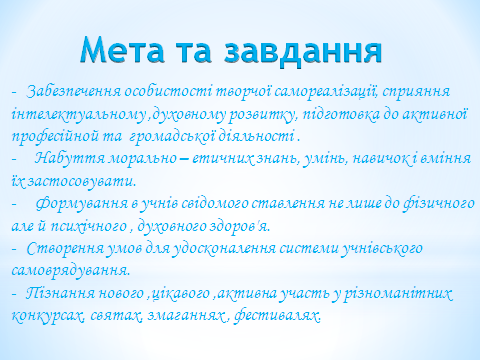 Мета та завдання
- Забезпечення особистості творчої самореалізації, сприяння
інтелектуальному ,духовному розвитку, підготовка до активної
професійной та громадської діяльності .
- Набуття морально – етичних знань, умінь, навичок і вміння
їх застосовувати.
- Формування в учнів свідомого ставлення не лише до фізичного
але й психічного , духовного здоров'я.
- Створення умов для удосконалення системи учнівського
самоврядування.
- Пізнання нового ,цікавого ,активна участь у різноманітних
конкурсах, святах, змаганнях , фестивалях.